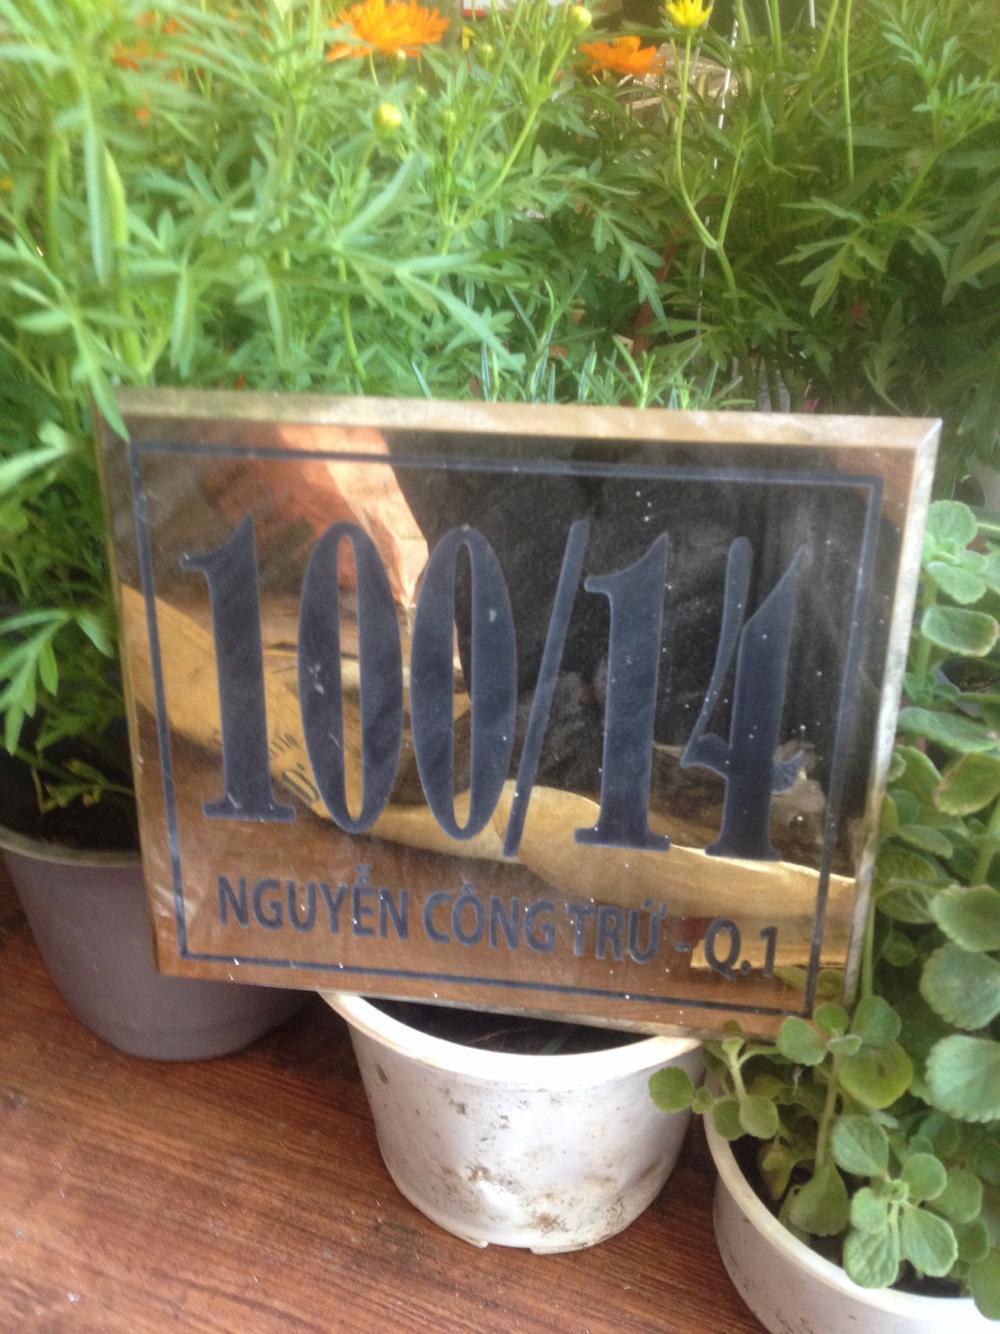 100/14
NGUYỄN CÔNG TRỨ - Q.1